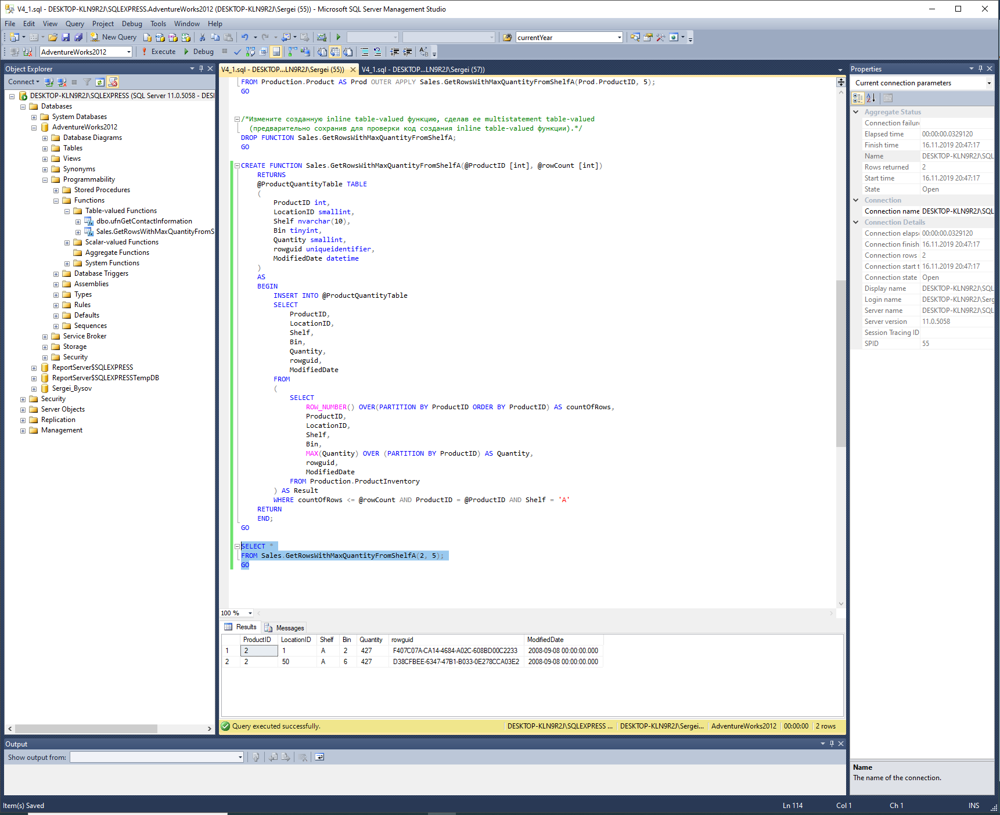 V4_1.sql - DESKTOP-KLN9R2J\SQLEXPRESS.AdventureWorks2012 (DESKTOP-KLN9R2J\Sergei (55)) - Microsoft SQL Server Management Studio
File Edit View Query Project Debug Tools Window Help
New Query currentYear
AdventureWorks2012 Execute Debug
Object Explorer
Connect
DESKTOP-KLN9R2J\SQLEXPRESS (SQL Server 11.0.5058 - DESI
Databases
System Databases
AdventureWorks2012
Database Diagrams
Tables
Views
Synonyms
Programmability
Stored Procedures
Functions
Table-valued Functions
dbo.ufnGetContactInformation
Sales.GetRowsWithMaxQuantityFromS
Scalar-valued Functions
Aggregate Functions
System Functions
Database Triggers
Assemblies
Types
Rules
Defaults
Sequences
Service Broker
Storage
Security
ReportServer$SQLEXPRESS
ReportServer$SQLEXPRESSTempDB
Sergei_Bysov
Security
Server Objects
Replication
Management
V4_1.sql - DESKTOP...LN9R2J\Sergei (55)) V4_1.sql - DESKTOP...LN9R2J\Sergei (57))
FROM Production.Product AS Prod OUTER APPLY Sales.GetRowsWithMaxQuantityFromShelfA(Prod.ProductID, 5);
GO
/*Измените созданную inline table-valued функцию, сделав ее multistatement table-valued
(предварительно сохранив для проверки код создания inline table-valued функции).*/
DROP FUNCTION Sales.GetRowsWithMaxQuantityFromShelfA;
GO
CREATE FUNCTION Sales.GetRowsWithMaxQuantityFromShelfA(@ProductID [int], @rowCount [int])
RETURNS
@ProductQuantityTable TABLE
(
ProductID int,
LocationID smallint,
Shelf nvarchar(10),
Bin tinyint,
Quantity smallint,
rowguid uniqueidentifier,
ModifiedDate datetime
)
AS
BEGIN
INSERT INTO @ProductQuantityTable
SELECT
ProductID,
LocationID,
Shelf,
Bin,
Quantity,
rowguid,
ModifiedDate
FROM
(
SELECT
ROW_NUMBER() OVER(PARTITION BY ProductID ORDER BY ProductID) AS countOfRows,
ProductID,
LocationID,
Shelf,
Bin,
MAX(Quantity) OVER (PARTITION BY ProductID) AS Quantity,
rowguid,
ModifiedDate
FROM Production.ProductInventory
) AS Result
WHERE countOfRows <= @rowCount AND ProductID = @ProductID AND Shelf = 'A'
RETURN
END;
GO
SELECT *
FROM Sales.GetRowsWithMaxQuantityFromShelfA(2, 5);
GO
100 %
Results Messages
ProductID LocationID Shelf Bin Quantity rowguid ModifiedDate
1 2 1 A 2 427 F407C07A-CA14-4684-A02C-608BD00C2233 2008-09-08 00:00:00.000
2 2 50 A 6 427 D38CFBEE-6347-47B1-B033-0E278CCA03E2 2008-09-08 00:00:00.000
Query executed successfully. DESKTOP-KLN9R2J\SQLEXPRESS ... DESKTOP-KLN9R2J\Sergei... AdventureWorks2012 00:00:00 2 rows
Properties
Current connection parameters
Aggregate Status
Connection failure
Elapsed time 00:00:00.0329120
Finish time 16.11.2019 20:47:17
Name DESKTOP-KLN9R2J\SQL
Rows returned 2
Start time 16.11.2019 20:47:17
State Open
Connection
Connection name DESKTOP-KLN9R2J\SQL
Connection Details
Connection elapse 00:00:00.0329120
Connection finish 16.11.2019 20:47:17
Connection rows 2
Connection start t 16.11.2019 20:47:17
Connection state Open
Display name DESKTOP-KLN9R2J\SQL
Login name DESKTOP-KLN9R2J\Serg
Server name DESKTOP-KLN9R2J\SQL
Server version 11.0.5058
Session Tracing ID
SPID 55
Name
The name of the connection.
Output
Show output from:
Item(s) Saved Ln 114 Col 1 Ch 1 INS